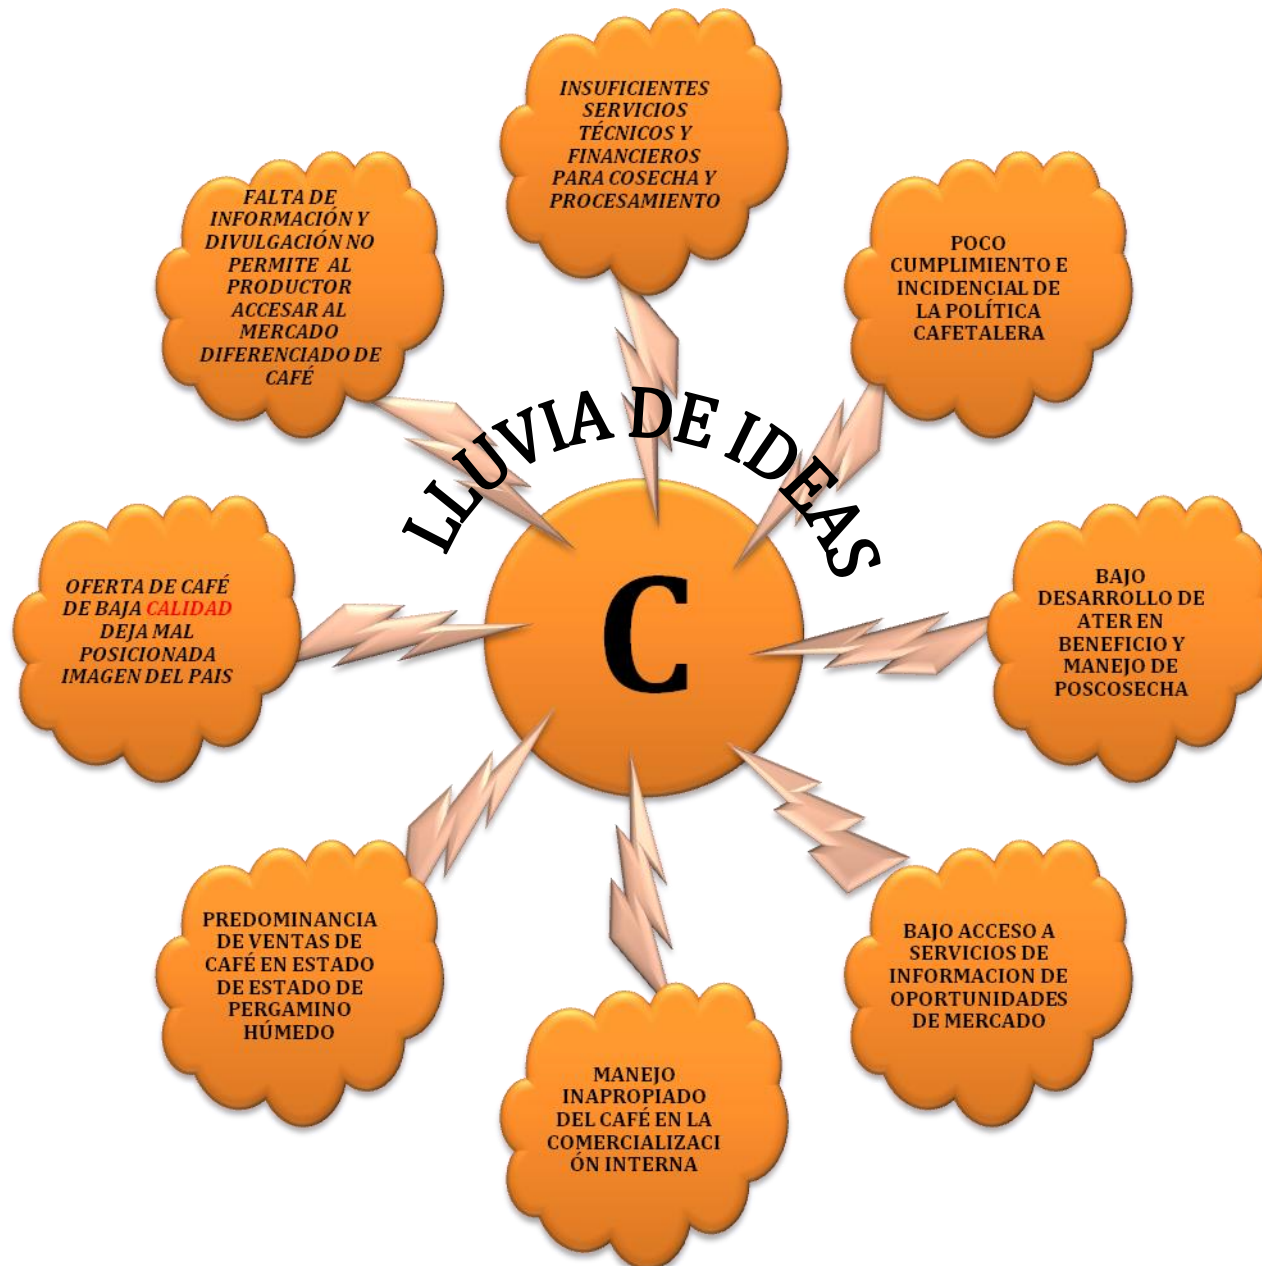 INSUFICIENTES
SERVICIOS
TÉCNICOS Y
FINANCIEROS
PARA COSECHA Y
PROCESAMIENTO
FALTA DE
INFORMACIÓN Y
DIVULGACIÓN NO
PERMITE AL
PRODUCTOR
ACCESAR AL
MERCADO
DIFERENCIADO DE
CAFÉ
POCO
CUMPLIMIENTO E
INCIDENCIAL DE
LA POLÍTICA
CAFETALERA
LLUVIA DE IDEAS
C
OFERTA DE CAFÉ
DE BAJA CALIDAD
DEJA MAL
POSICIONADA
IMAGEN DEL PAIS
BAJO
DESARROLLO DE
ATER EN
BENEFICIO Y
MANEJO DE
POSCOSECHA
PREDOMINANCIA
DE VENTAS DE
CAFÉ EN ESTADO
DE ESTADO DE
PERGAMINO
HÚMEDO
BAJO ACCESO A
SERVICIOS DE
INFORMACION DE
OPORTUNIDADES
DE MERCADO
MANEJO
INAPROPIADO
DEL CAFÉ EN LA
COMERCIALIZACI
ÓN INTERNA